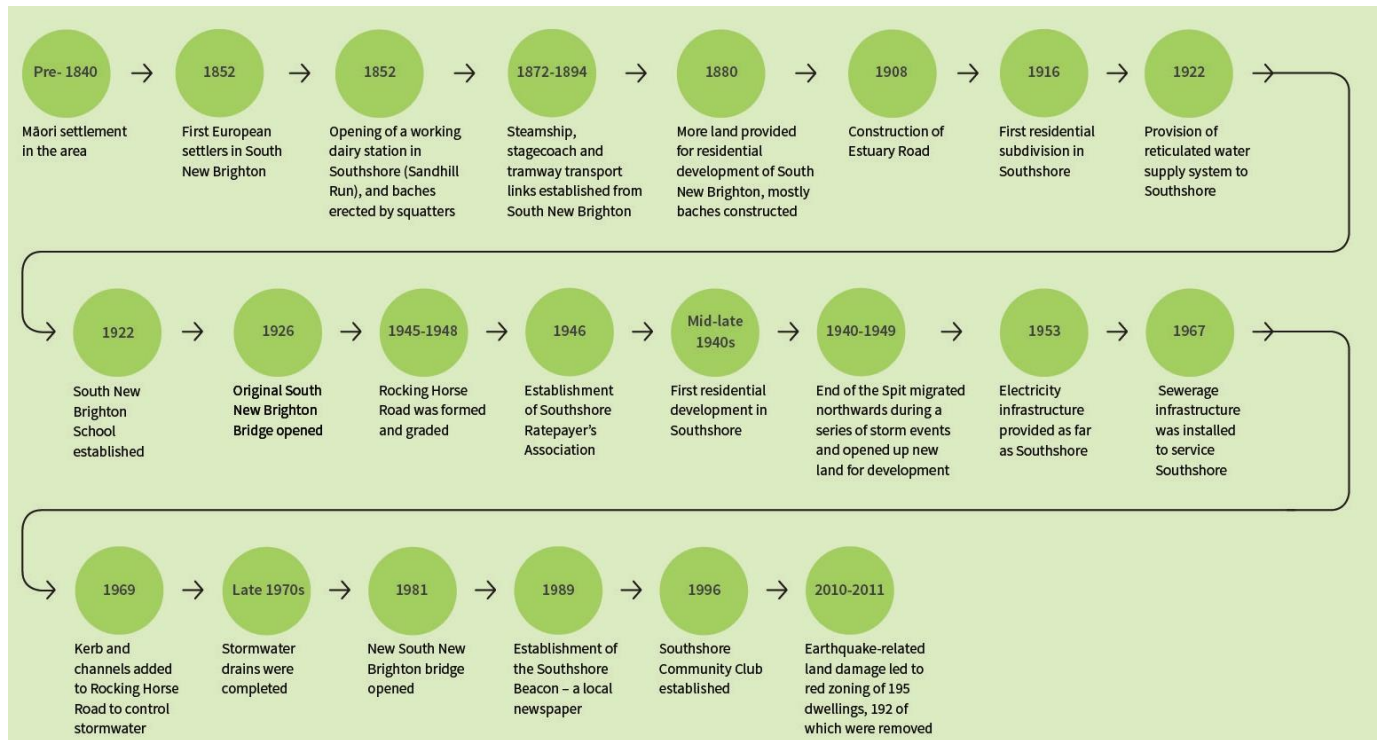 Pre- 1840
Māori settlement
in the area
1852
First European
settlers in South
New Brighton
1852
Opening of a working
dairy station in
Southshore (Sandhill
Run), and baches
erected by squatters
1872-1894
Steamship,
stagecoach and
tramway transport
links established from
South New Brighton
1880
More land provided
for residential
development of South
New Brighton, mostly
baches constructed
1908
Construction of
Estuary Road
1916
First residential
subdivision in
Southshore
1922
Provision of
reticulated water
supply system to
Southshore
1922
South New
Brighton
School
established
1926
Original South
New Brighton
Bridge opened
1945-1948
Rocking Horse
Road was formed
and graded
1946
Establishment
of Southshore
Ratepayer’s
Association
Mid-late
1940s
First residential
development in
Southshore
1940-1949
End of the Spit migrated
northwards during a
series of storm events
and opened up new
land for development
1953
Electricity
infrastructure
provided as far
as Southshore
1967
Sewerage
infrastructure
was installed
to service
Southshore
1969
Kerb and
channels added
to Rocking Horse
Road to control
stormwater
Late 1970s
Stormwater
drains were
completed
1981
New South New
Brighton bridge
opened
1989
Establishment of
the Southshore
Beacon – a local
newspaper
1996
Southshore
Community Club
established
2010-2011
Earthquake-related
land damage led to
red zoning of 195
dwellings, 192 of
which were removed